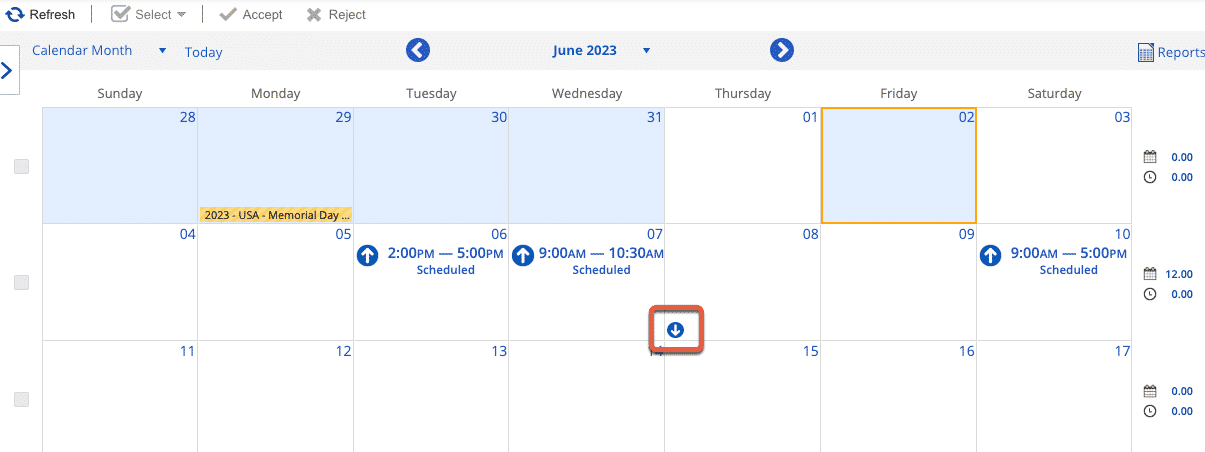 Refresh Select Accept Reject
Calendar Month Today June 2023 Reports
Sunday Monday Tuesday Wednesday Thursday Friday Saturday
28 29 30 31 01 02 03
0.00
0.00
2023 - USA - Memorial Day ...
04 05 06 07 08 09 10
2:00PM — 5:00PM 9:00AM — 10:30AM 9:00AM — 5:00PM
Scheduled Scheduled Scheduled
12.00
0.00
11 12 13 14 15 16 17
0.00
0.00